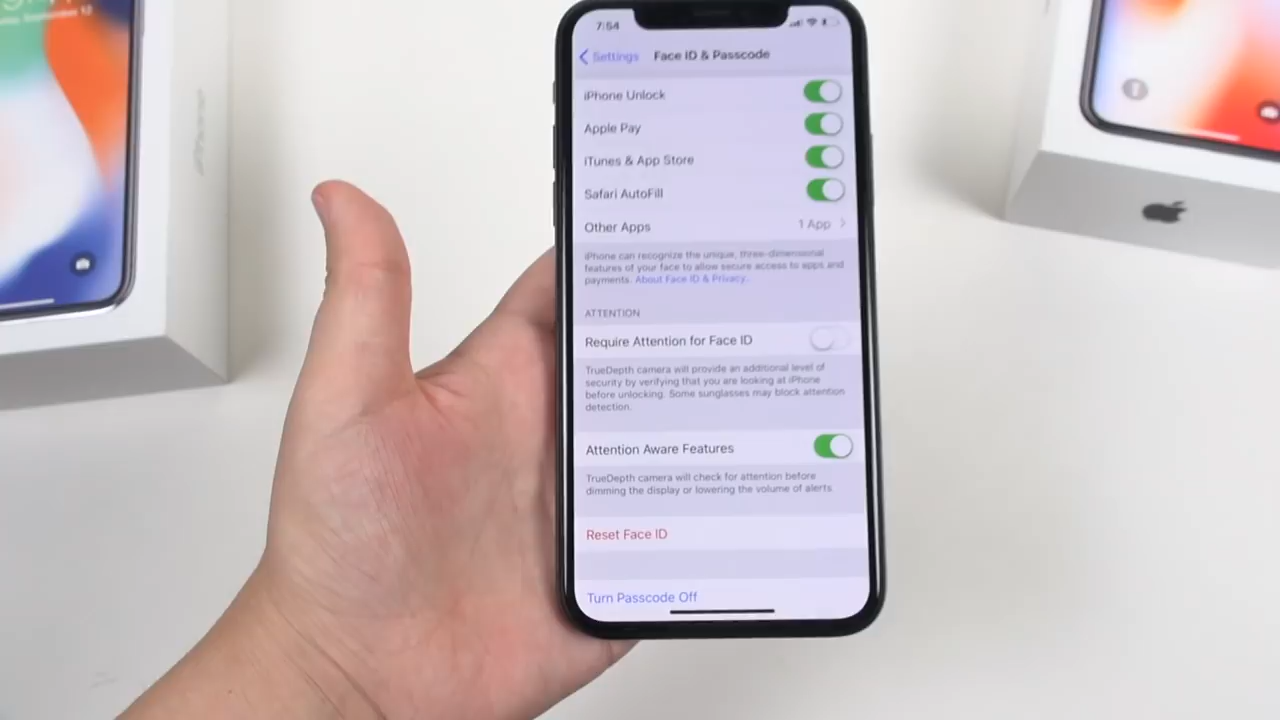 7:54
Settings
Face ID & Passcode
iPhone Unlock
Apple Pay
iTunes & App Store
Safari AutoFill
Other Apps
1 App
iPhone can recognize the unique, three-dimensional
features of your face to allow secure access to apps and
payments. About Face ID & Privacy...
ATTENTION
Require Attention for Face ID
TrueDepth camera will provide an additional level of
security by verifying that you are looking at iPhone
before unlocking. Some sunglasses may block attention
detection.
Attention Aware Features
TrueDepth camera will check for attention before
dimming the display or lowering the volume of alerts.
Reset Face ID
Turn Passcode Off
iPhone